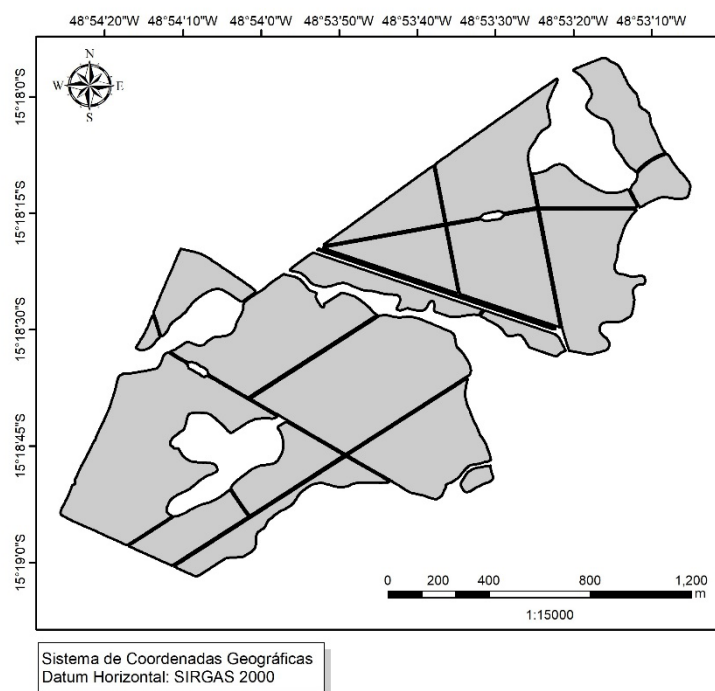 48°54'20"W 48°54'10"W 48°54'0"W 48°53'50"W 48°53'40"W 48°53'30"W 48°53'20"W 48°53'10"W
N
W E
S
15°18'0"S
15°18'15"S
15°18'30"S
15°18'45"S
15°19'0"S
0 200 400 800 1,200
m
1:15000
Sistema de Coordenadas Geográficas
Datum Horizontal: SIRGAS 2000